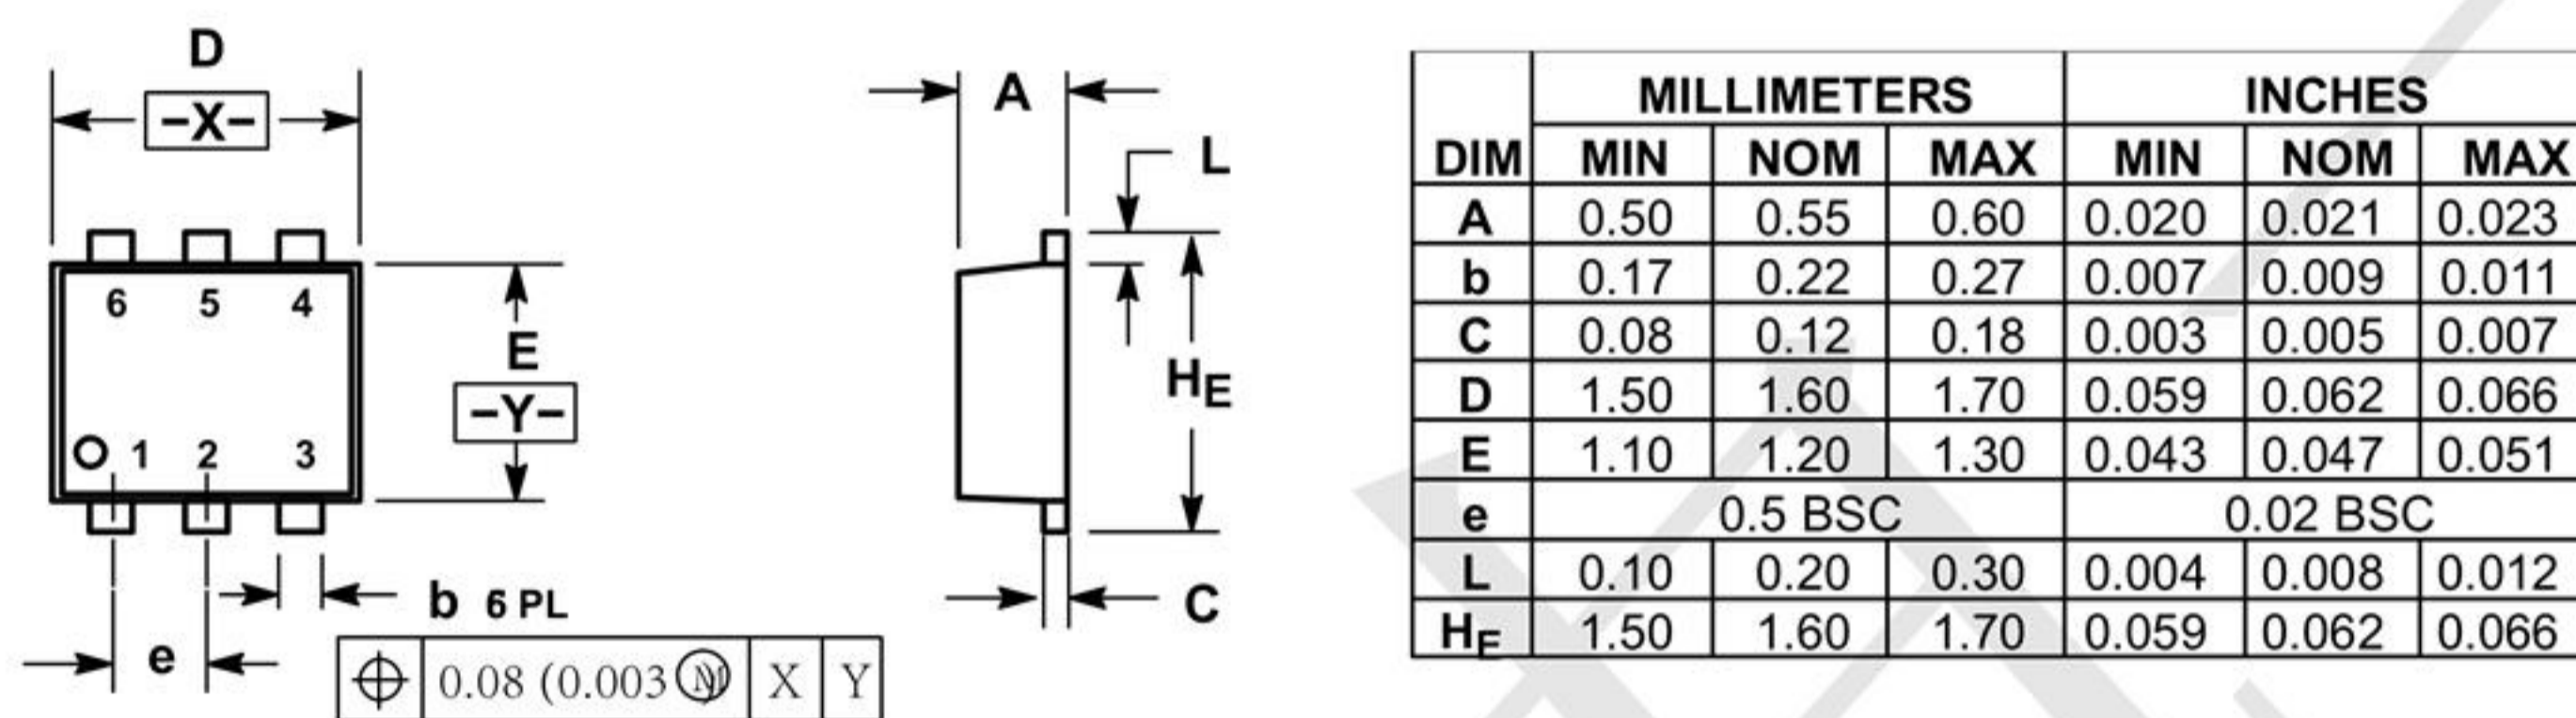 D
–X–
6 5 4
1 2 3
E
–Y–
b 6 PL
e
0.08 (0.003 M) X Y
A
L
HE
C
MILLIMETERS INCHES
DIM MIN NOM MAX MIN NOM MAX
A 0.50 0.55 0.60 0.020 0.021 0.023
b 0.17 0.22 0.27 0.007 0.009 0.011
C 0.08 0.12 0.18 0.003 0.005 0.007
D 1.50 1.60 1.70 0.059 0.062 0.066
E 1.10 1.20 1.30 0.043 0.047 0.051
e 0.5 BSC 0.02 BSC
L 0.10 0.20 0.30 0.004 0.008 0.012
HE 1.50 1.60 1.70 0.059 0.062 0.066